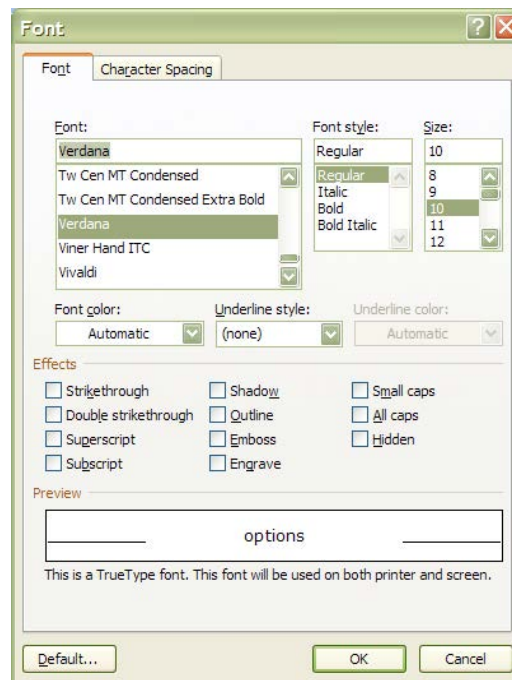 Font
Font Character Spacing
Font: Font style: Size:
Verdana Regular 10
Tw Cen MT Condensed Regular 8
Tw Cen MT Condensed Extra Bold Italic 9
Verdana Bold 10
Viner Hand ITC Bold Italic 11
Vivaldi 12
Font color: Underline style: Underline color:
Automatic (none) Automatic
Effects
Strikethrough Shadow Small caps
Double strikethrough Outline All caps
Superscript Emboss Hidden
Subscript Engrave
Preview
options
This is a TrueType font. This font will be used on both printer and screen.
Default... OK Cancel